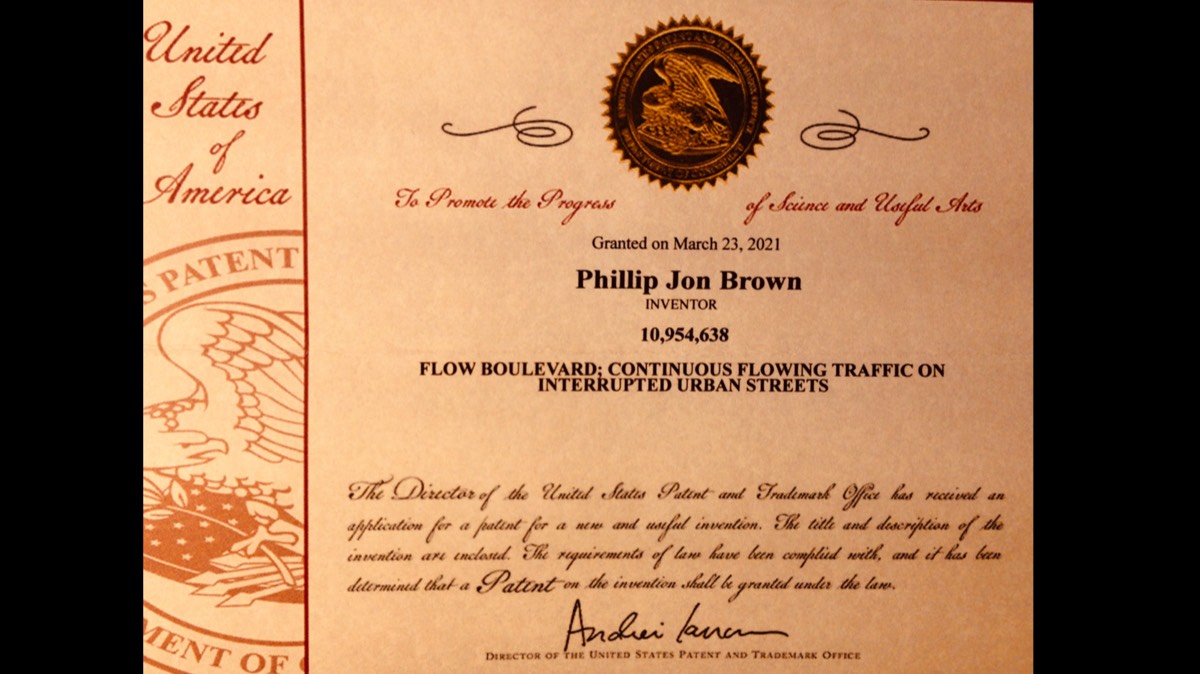 United
States
of
America
S PATENT
MENT OF
To Promote the Progress of Science and Useful Arts
Granted on March 23, 2021
Phillip Jon Brown
INVENTOR
10,954,638
FLOW BOULEVARD; CONTINUOUS FLOWING TRAFFIC ON
INTERRUPTED URBAN STREETS
The Director of the United States Patent and Trademark Office has received an
application for a patent for a new and useful invention. The title and description of the
invention are enclosed. The requirements of law have been complied with, and it has been
determined that a Patent on the invention shall be granted under the law.
Andrei Iancu
DIRECTOR OF THE UNITED STATES PATENT AND TRADEMARK OFFICE